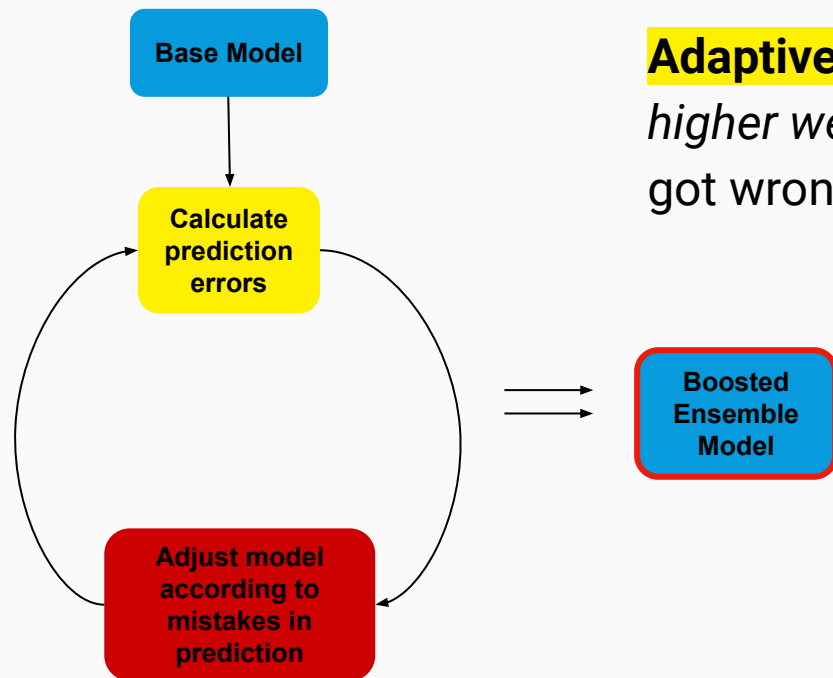 Base Model
Adaptive
higher we
got wron
Calculate
prediction
errors
Boosted
Ensemble
Model
Adjust model
according to
mistakes in
prediction